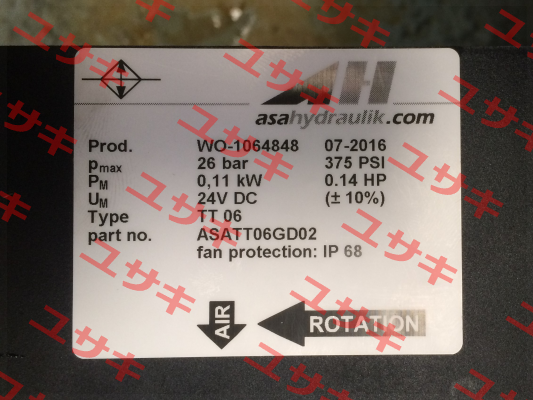 AH
asahydraulik.com
Prod. WO-1064848 07-2016
pmax 26 bar 375 PSI
PM 0,11 kW 0.14 HP
UM 24V DC (± 10%)
Type TT 06
part no. ASATT06GD02
fan protection: IP 68
AIR
ROTATION
ユサキ